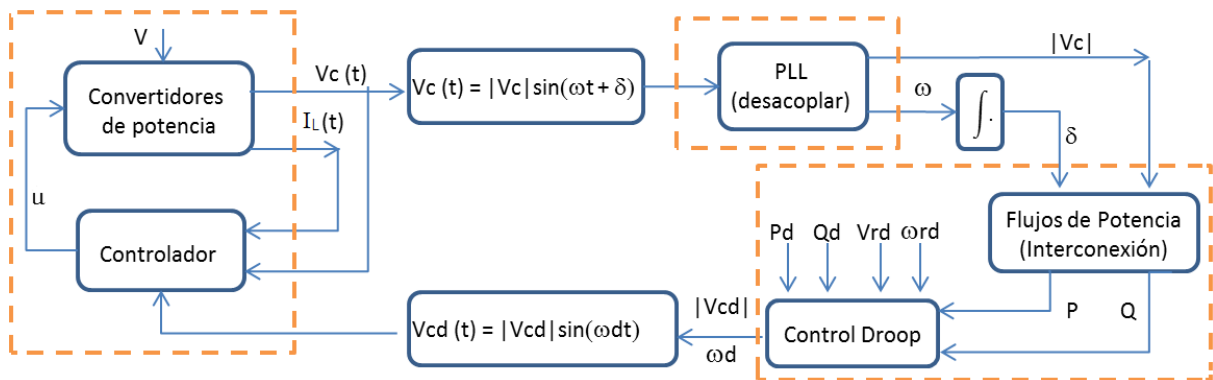 V
Convertidores
de potencia
Vc (t)
I_L(t)
u
Controlador
Vc (t) = |Vc|sin(ωt + δ)
PLL
(desacoplar)
|Vc|
ω
∫.
δ
Flujos de Potencia
(Interconexión)
Pd Qd Vrd ωrd
P Q
Control Droop
|Vcd|
ωd
Vcd (t) = |Vcd|sin(ωdt)